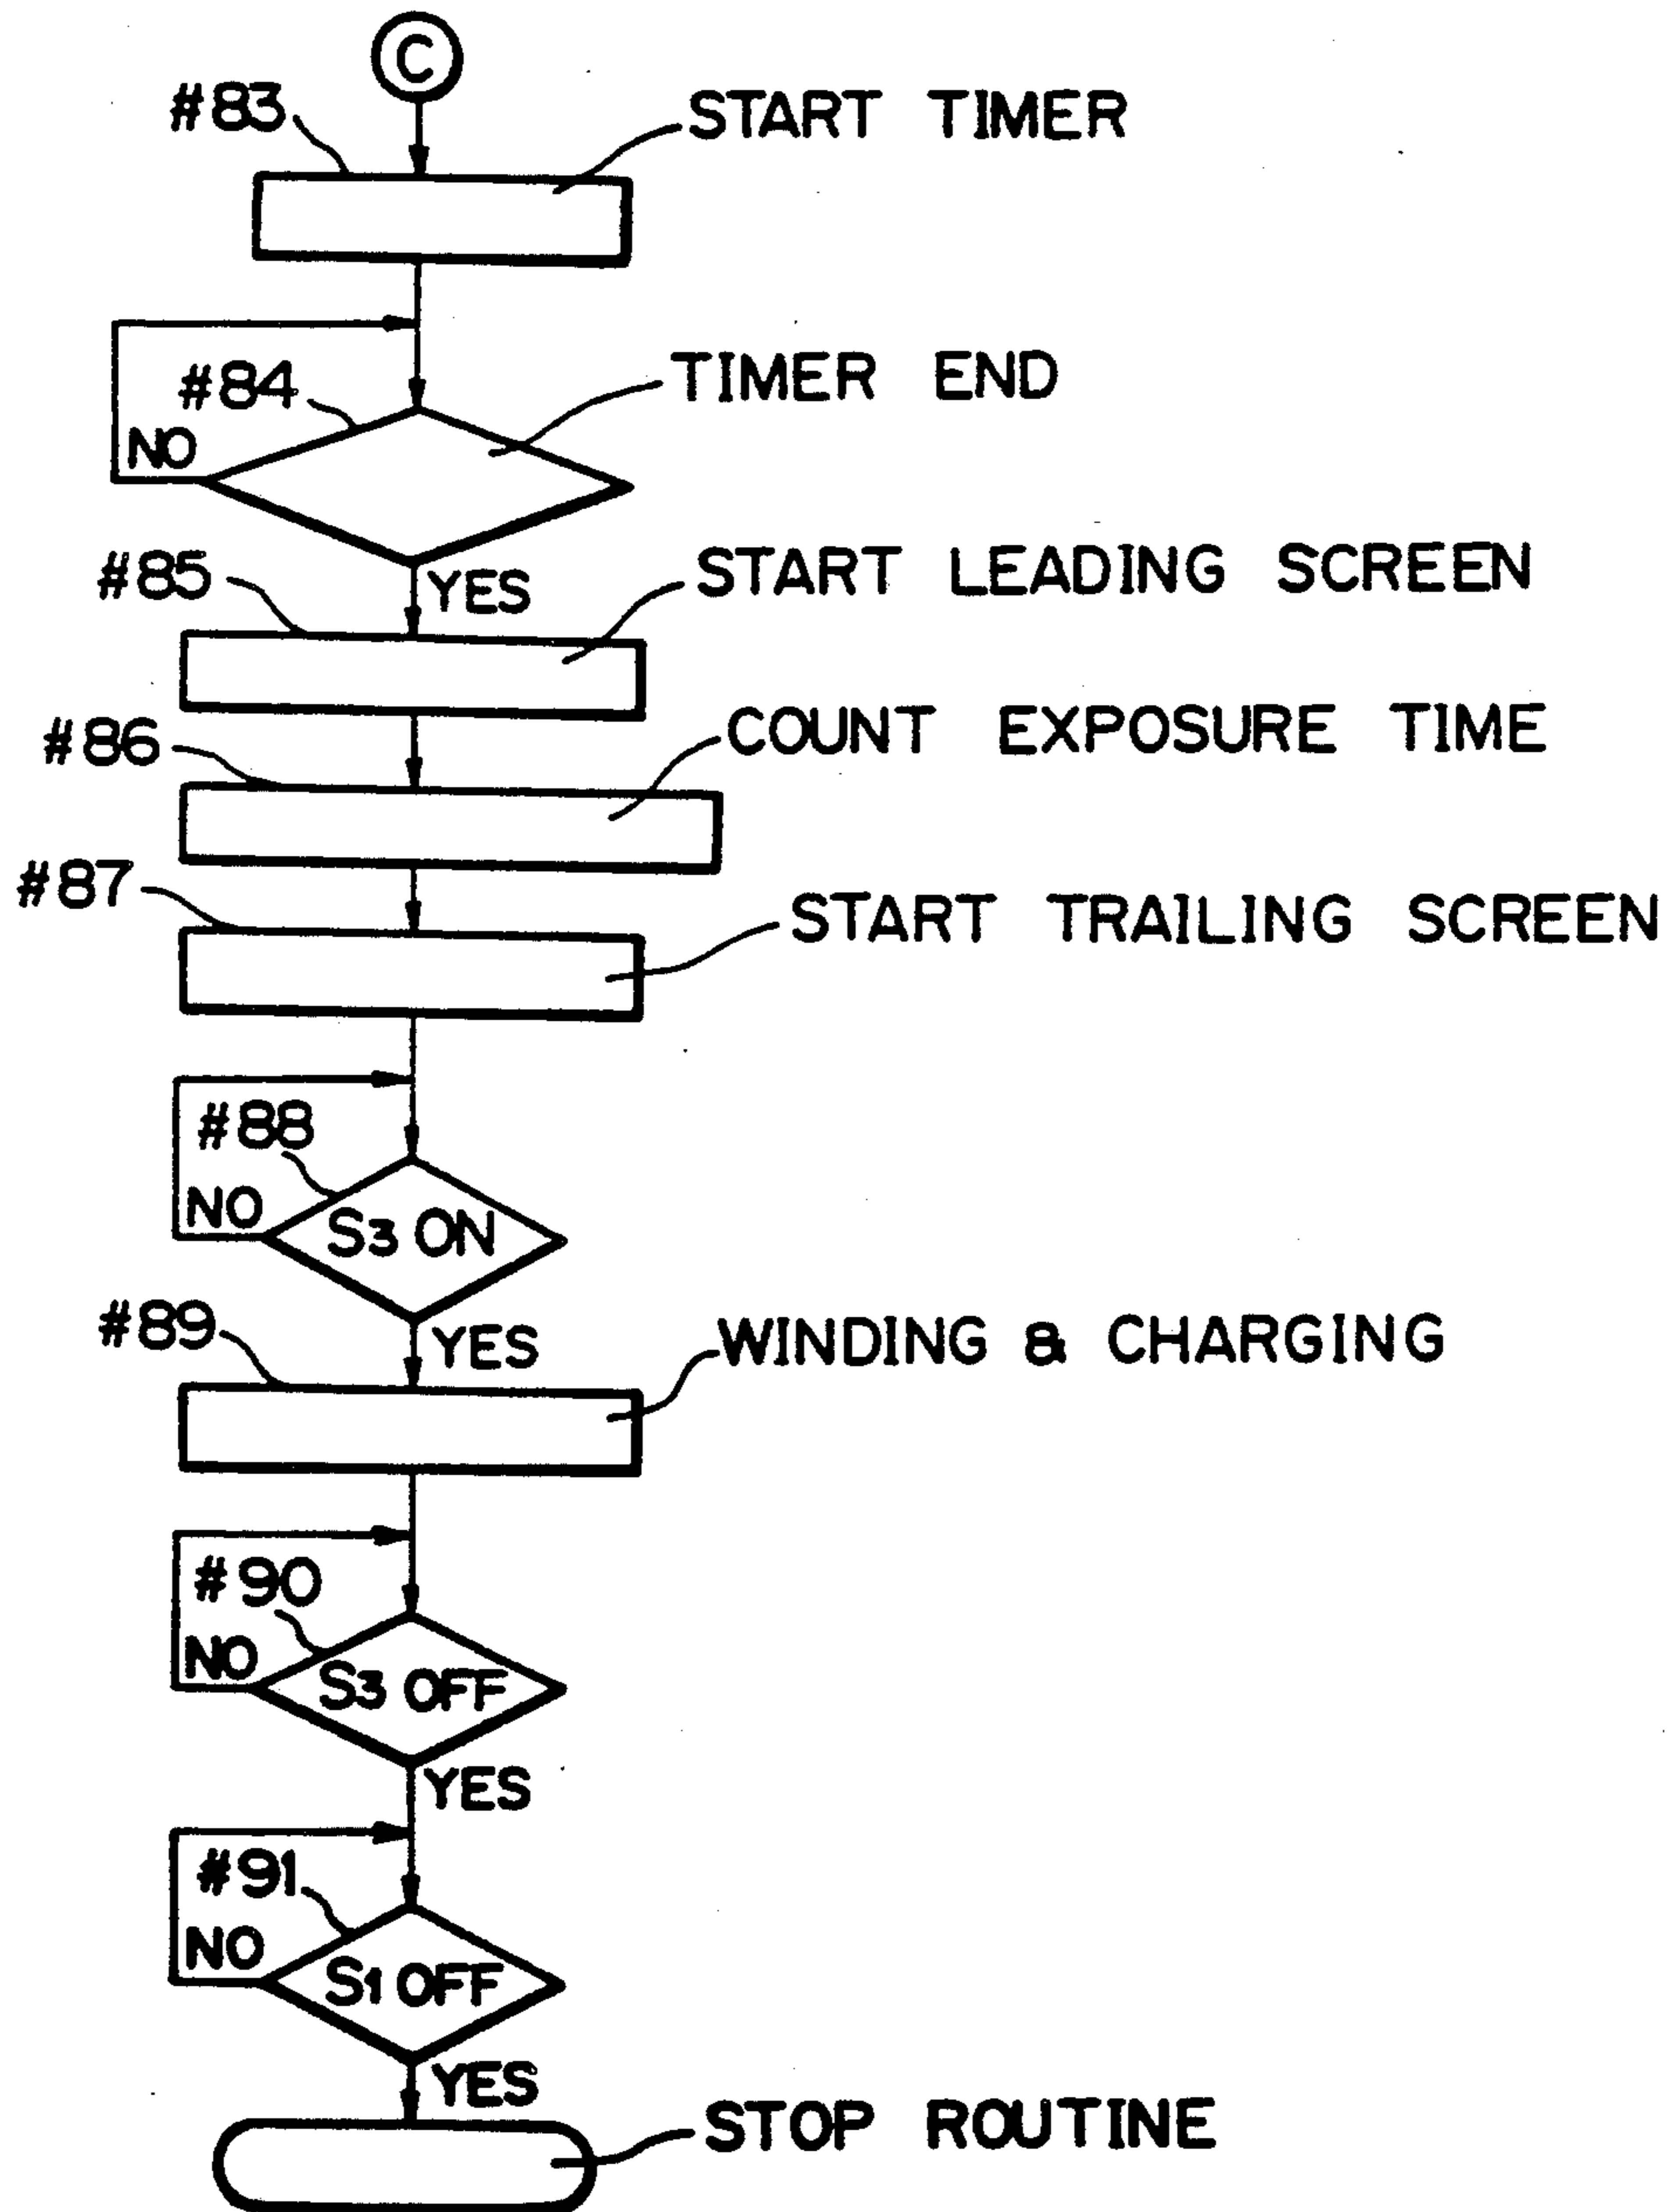 C
#83
START TIMER
#84
TIMER END
NO
YES
#85
START LEADING SCREEN
#86
COUNT EXPOSURE TIME
#87
START TRAILING SCREEN
#88
NO
S3 ON
YES
#89
WINDING & CHARGING
#90
NO
S3 OFF
YES
#91
NO
S1 OFF
YES
STOP ROUTINE